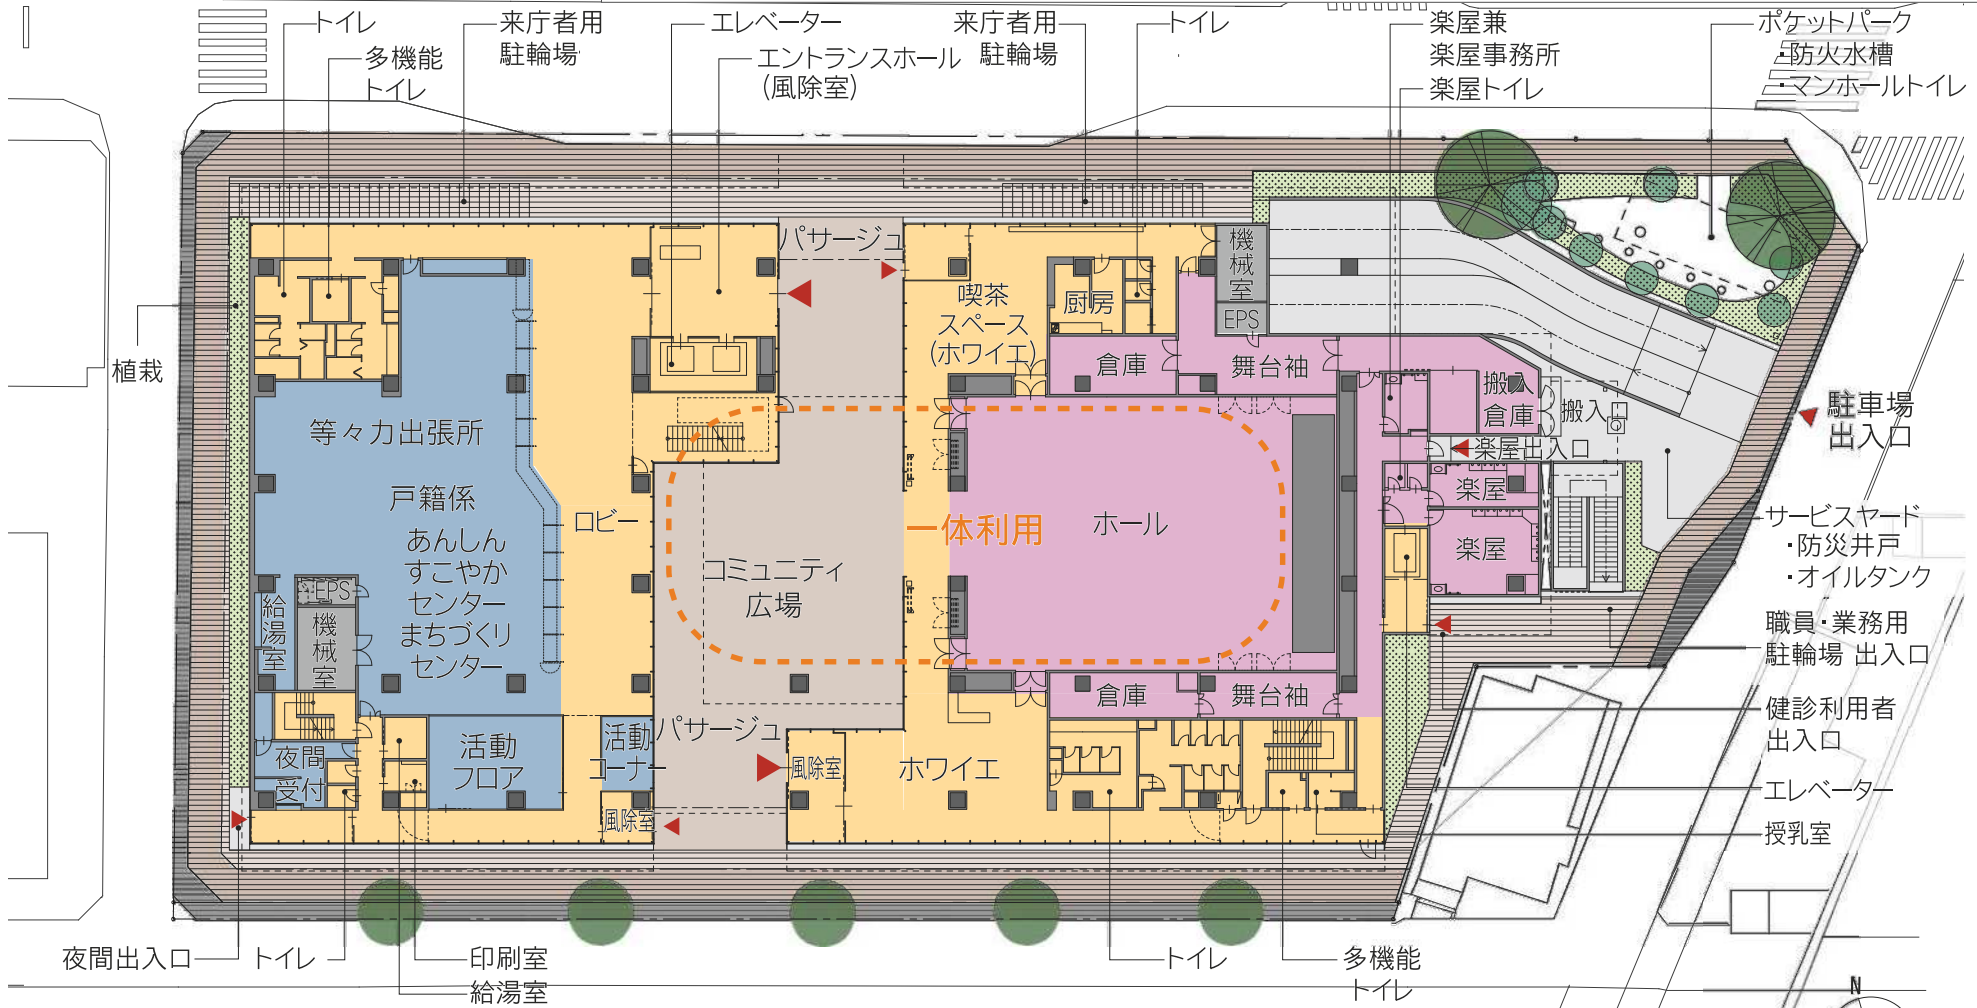 トイレ
多機能
トイレ
来庁者用
駐輪場
エレベーター
エントランスホール
(風除室)
来庁者用
駐輪場
トイレ
楽屋兼
楽屋事務所
楽屋トイレ
ポケットパーク
・防火水槽
・マンホールトイレ
パサージュ
機械室
EPS
喫茶
スペース
(ホワイエ)
厨房
倉庫
舞台袖
搬入
倉庫
搬入口
駐車場
出入口
植栽
等々力出張所
戸籍係
あんしん
すこやか
センター
まちづくり
センター
ロビー
コミュニティ
広場
一体利用
ホール
楽屋出入口
楽屋
楽屋
サービスヤード
・防災井戸
・オイルタンク
職員・業務用
駐輪場 出入口
EPS
給湯室
機械室
倉庫
舞台袖
健診利用者
出入口
夜間
受付
活動
フロア
活動
コーナー
パサージュ
風除室
風除室
ホワイエ
エレベーター
授乳室
夜間出入口
トイレ
印刷室
給湯室
トイレ
多機能
トイレ
N